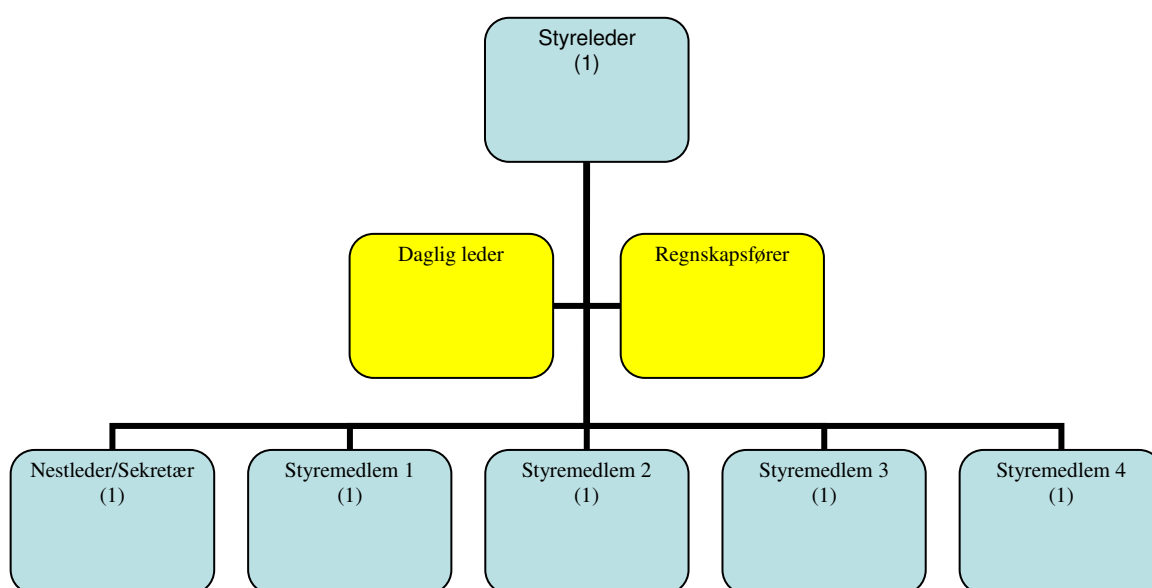 Styreleder
(1)
Daglig leder
Regnskapsfører
Nestleder/Sekretær
(1)
Styremedlem 1
(1)
Styremedlem 2
(1)
Styremedlem 3
(1)
Styremedlem 4
(1)